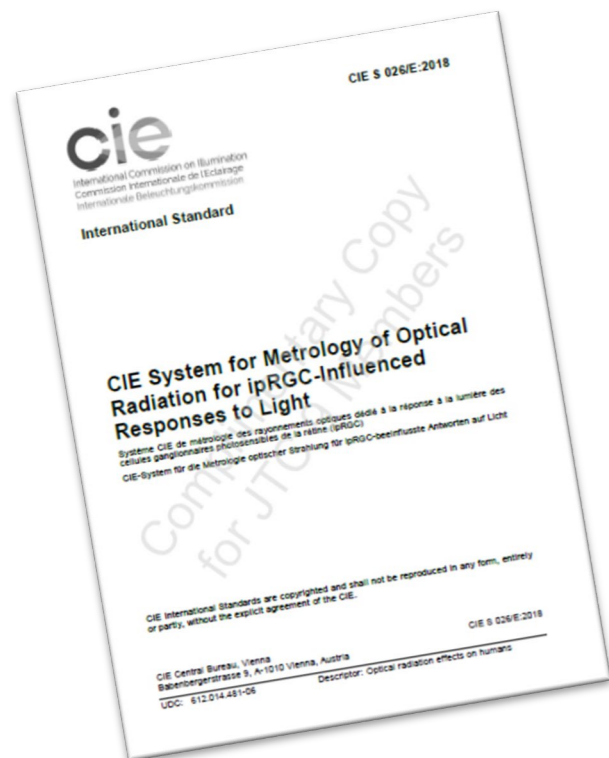 CIE S 026/E:2018
cie
International Commission on Illumination
Commission Internationale de l'Eclairage
Internationale Beleuchtungskommission
International Standard
CIE System for Metrology of Optical
Radiation for ipRGC-Influenced
Responses to Light
Système CIE de métrologie des rayonnements optiques dédié à la réponse à la lumière des
cellules ganglionnaires photosensibles de la rétine (ipRGC)
CIE-System für die Metrologie optischer Strahlung für ipRGC-beeinflusste Antworten auf Licht
Complimentary Copy
for JTC Members
CIE International Standards are copyrighted and shall not be reproduced in any form, entirely
or partly, without the explicit agreement of the CIE.
CIE Central Bureau, Vienna
Babenbergerstrasse 9, A-1010 Vienna, Austria
CIE S 026/E:2018
UDC: 612.014.481-06
Descriptor: Optical radiation effects on humans